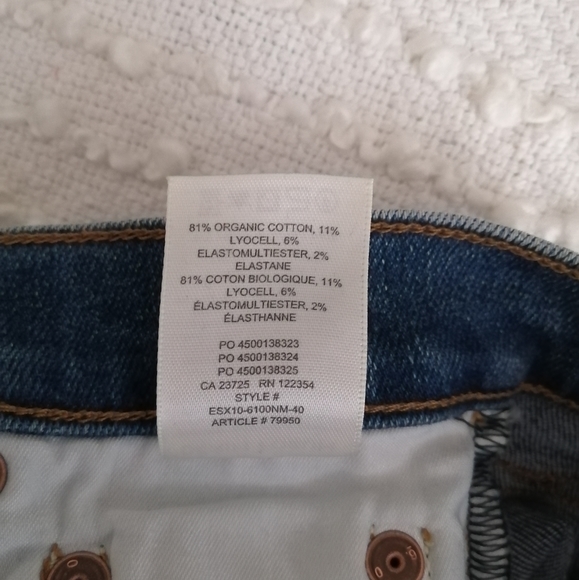 81% ORGANIC COTTON, 11%
LYOCELL, 6%
ELASTOMULTIESTER, 2%
ELASTANE
81% COTON BIOLOGIQUE, 11%
LYOCELL, 6%
ÉLASTOMULTIESTER, 2%
ÉLASTHANNE
PO 4500138323
PO 4500138324
PO 4500138325
CA 23725 RN 122354
STYLE #
ESX10-6100NM-40
ARTICLE # 79950